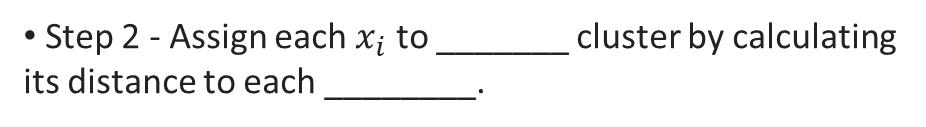 • Step 2 - Assign each xᵢ to _______ cluster by calculating
its distance to each ________.